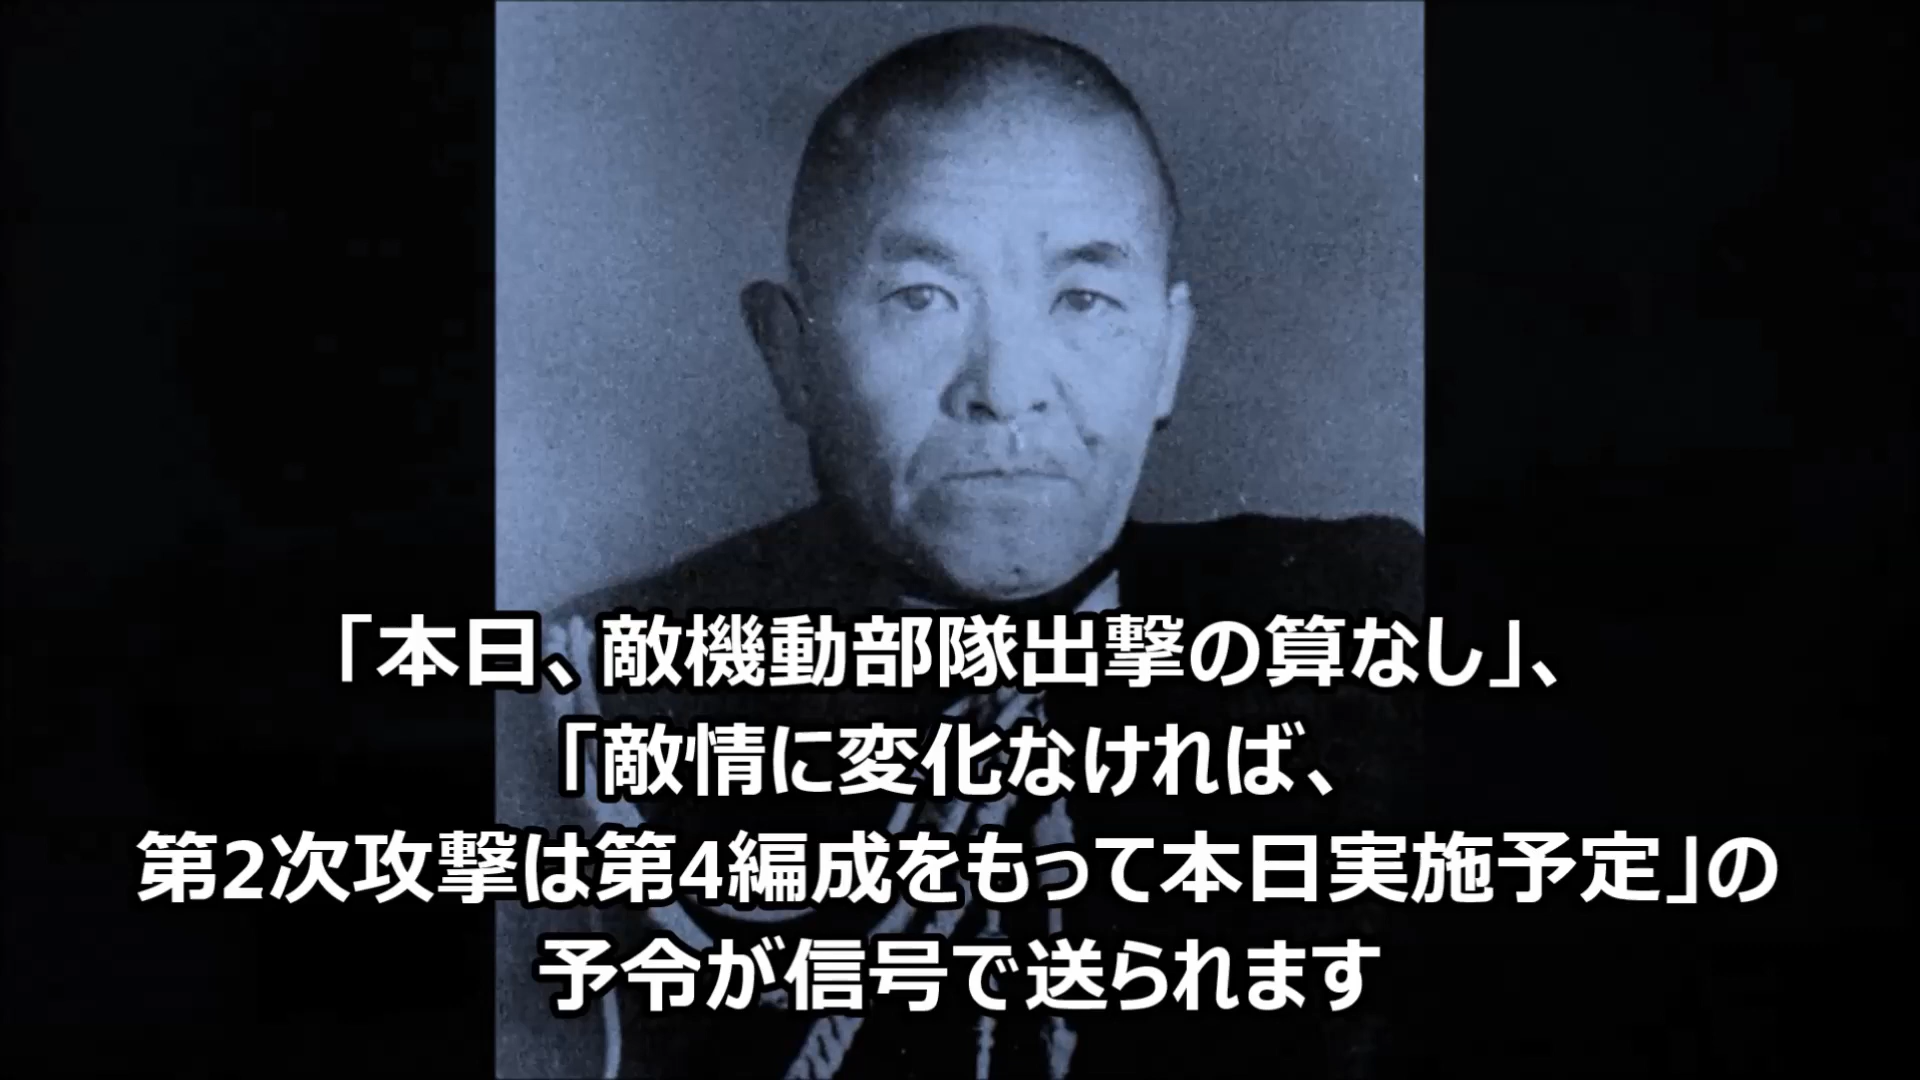 「本日、敵機動部隊出撃の算なし」、
「敵情に変化なければ、
第2次攻撃は第4編成をもって本日実施予定」の
予令が信号で送られます